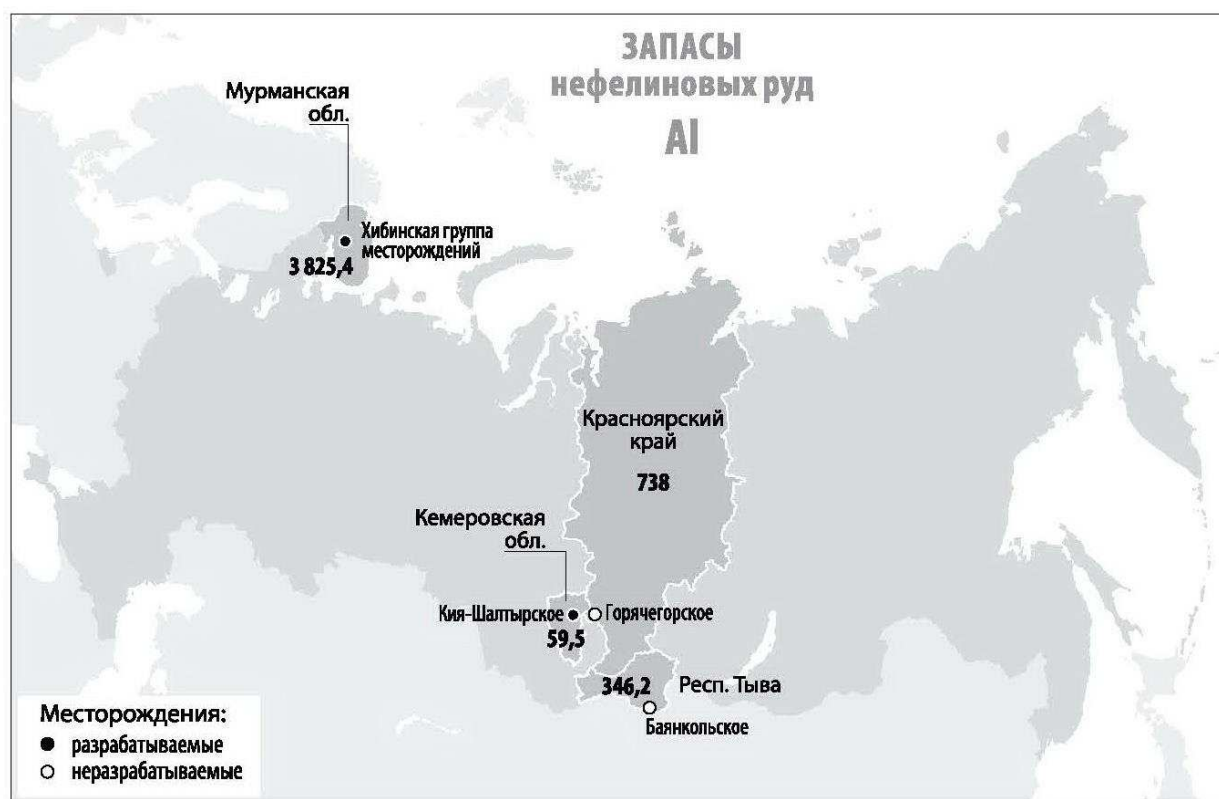 ЗАПАСЫ
нефелиновых руд
Al
Мурманская
обл.
Хибинская группа
месторождений
3 825,4
Красноярский
край
738
Кемеровская
обл.
Кия-Шалтырское
Горячегорское
59,5
346,2
Респ. Тыва
Баянкольское
Месторождения:
разрабатываемые
неразрабатываемые